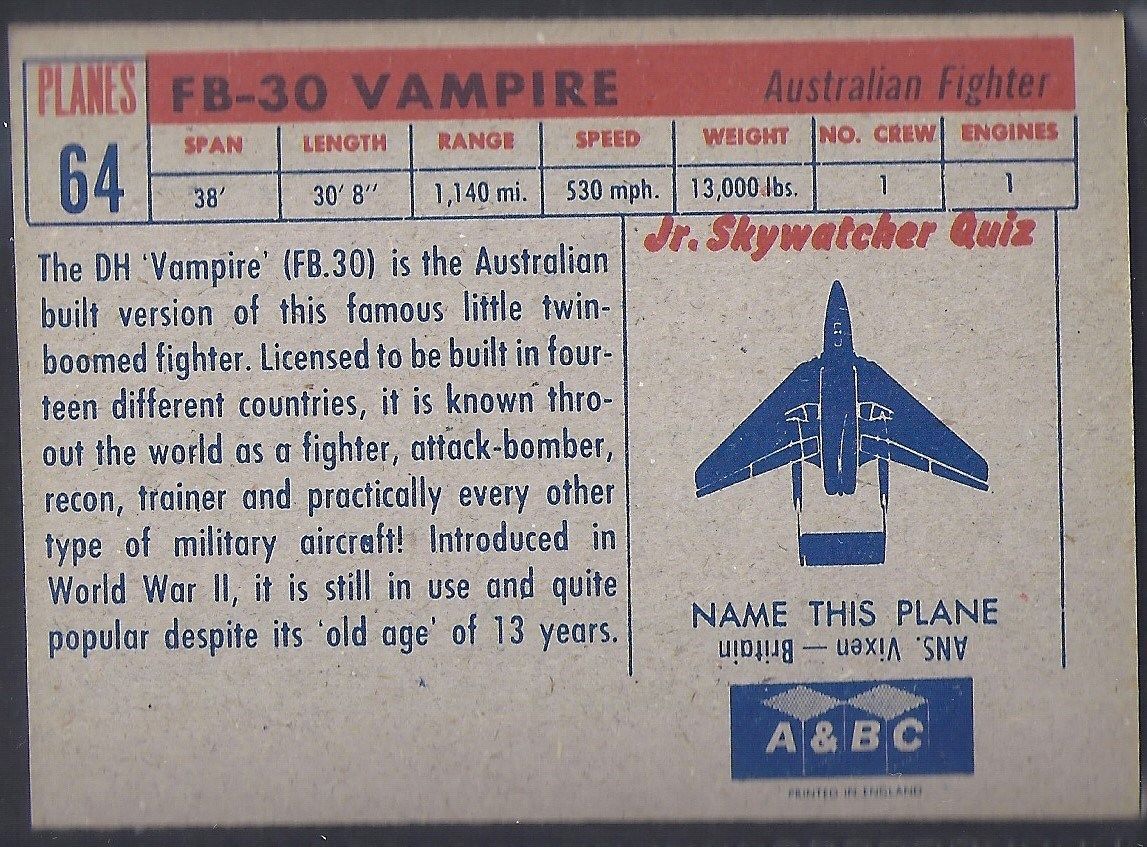 PLANES
64
FB-30 VAMPIRE Australian Fighter
SPAN LENGTH RANGE SPEED WEIGHT NO. CREW ENGINES
38′ 30′ 8″ 1,140 mi. 530 mph. 13,000 lbs. 1 1
The DH ‘Vampire’ (FB.30) is the Australian
built version of this famous little twin-
boomed fighter. Licensed to be built in four-
teen different countries, it is known thro-
out the world as a fighter, attack-bomber,
recon, trainer and practically every other
type of military aircraft! Introduced in
World War II, it is still in use and quite
popular despite its ‘old age’ of 13 years.
Jr. Skywatcher Quiz
NAME THIS PLANE
ANS. Vixen — Britain
A & B C
PRINTED IN ENGLAND